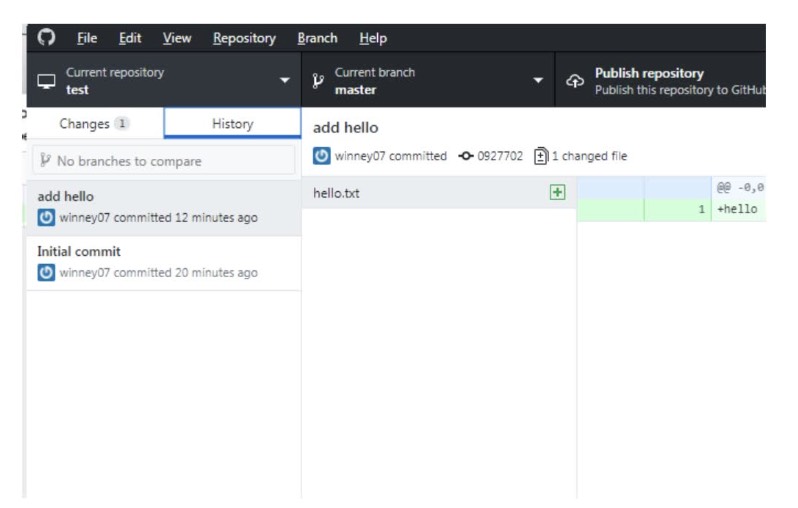 File Edit View Repository Branch Help
Current repository
test
Current branch
master
Publish repository
Publish this repository to GitHub
Changes 1 History
No branches to compare
add hello
winney07 committed 12 minutes ago
Initial commit
winney07 committed 20 minutes ago
add hello
winney07 committed 0927702 1 changed file
hello.txt
@@ -0,0
1 +hello